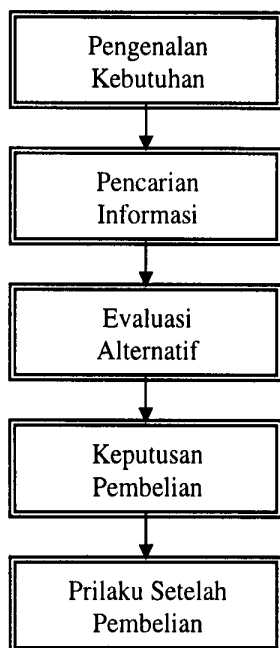 Pengenalan
Kebutuhan
Pencarian
Informasi
Evaluasi
Alternatif
Keputusan
Pembelian
Prilaku Setelah
Pembelian